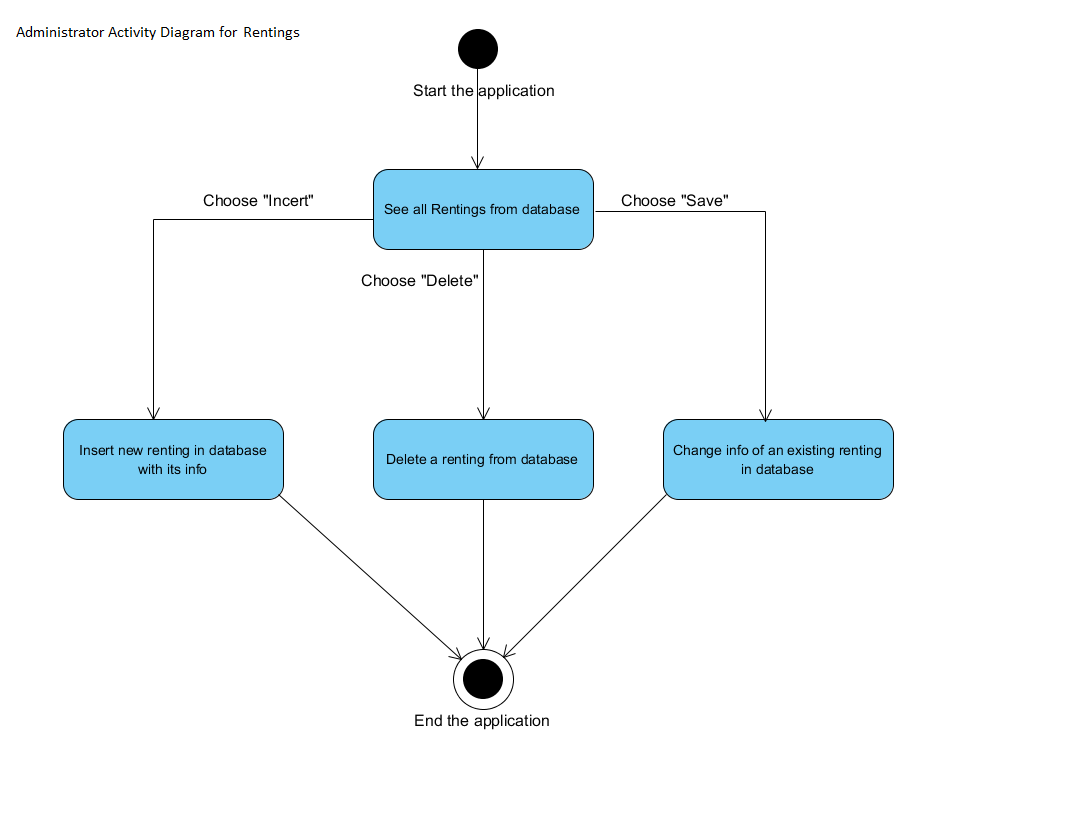 Administrator Activity Diagram for Rentings
Start the application
Choose "Incert"
See all Rentings from database
Choose "Save"
Choose "Delete"
Insert new renting in database
with its info
Delete a renting from database
Change info of an existing renting
in database
End the application